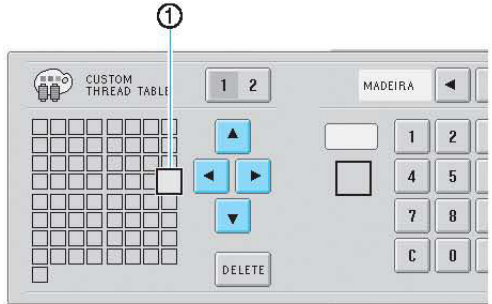 ①
CUSTOM
THREAD TABLE
1 2
MADEIRA ◀
▲
1 2
◀ ▶
4 5
▼
7 8
DELETE
C 0